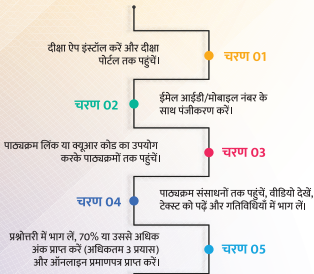 दीक्षा ऐप इंस्टॉल करें और दीक्षा
पोर्टल तक पहुंचें।
चरण 01
चरण 02
ईमेल आईडी/मोबाइल नंबर के
साथ पंजीकरण करें।
पाठ्यक्रम लिंक या क्यूआर कोड का उपयोग
करके पाठ्यक्रमों तक पहुंचें।
चरण 03
चरण 04
पाठ्यक्रम संसाधनों तक पहुंचें, वीडियो देखें,
टेक्स्ट को पढ़ें और गतिविधियों में भाग लें।
प्रश्नोत्तरी में भाग लें, 70% या उससे अधिक
अंक प्राप्त करें (अधिकतम 3 प्रयास)
और ऑनलाइन प्रमाणपत्र प्राप्त करें।
चरण 05